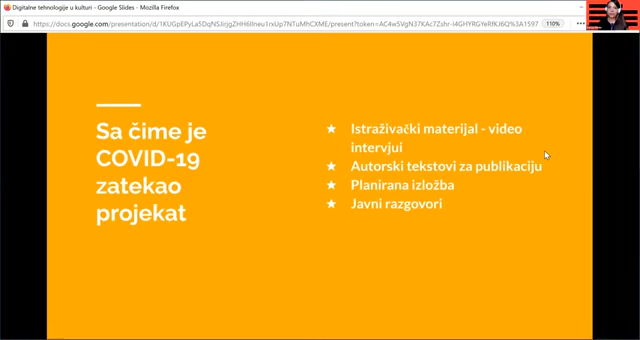 Digitalne tehnologije u kulturi - Google Slides - Mozilla Firefox
110%
Sa čime je
COVID-19
zatekao
projekat
Istraživački materijal - video
intervjui
Autorski tekstovi za publikaciju
Planirana izložba
Javni razgovori